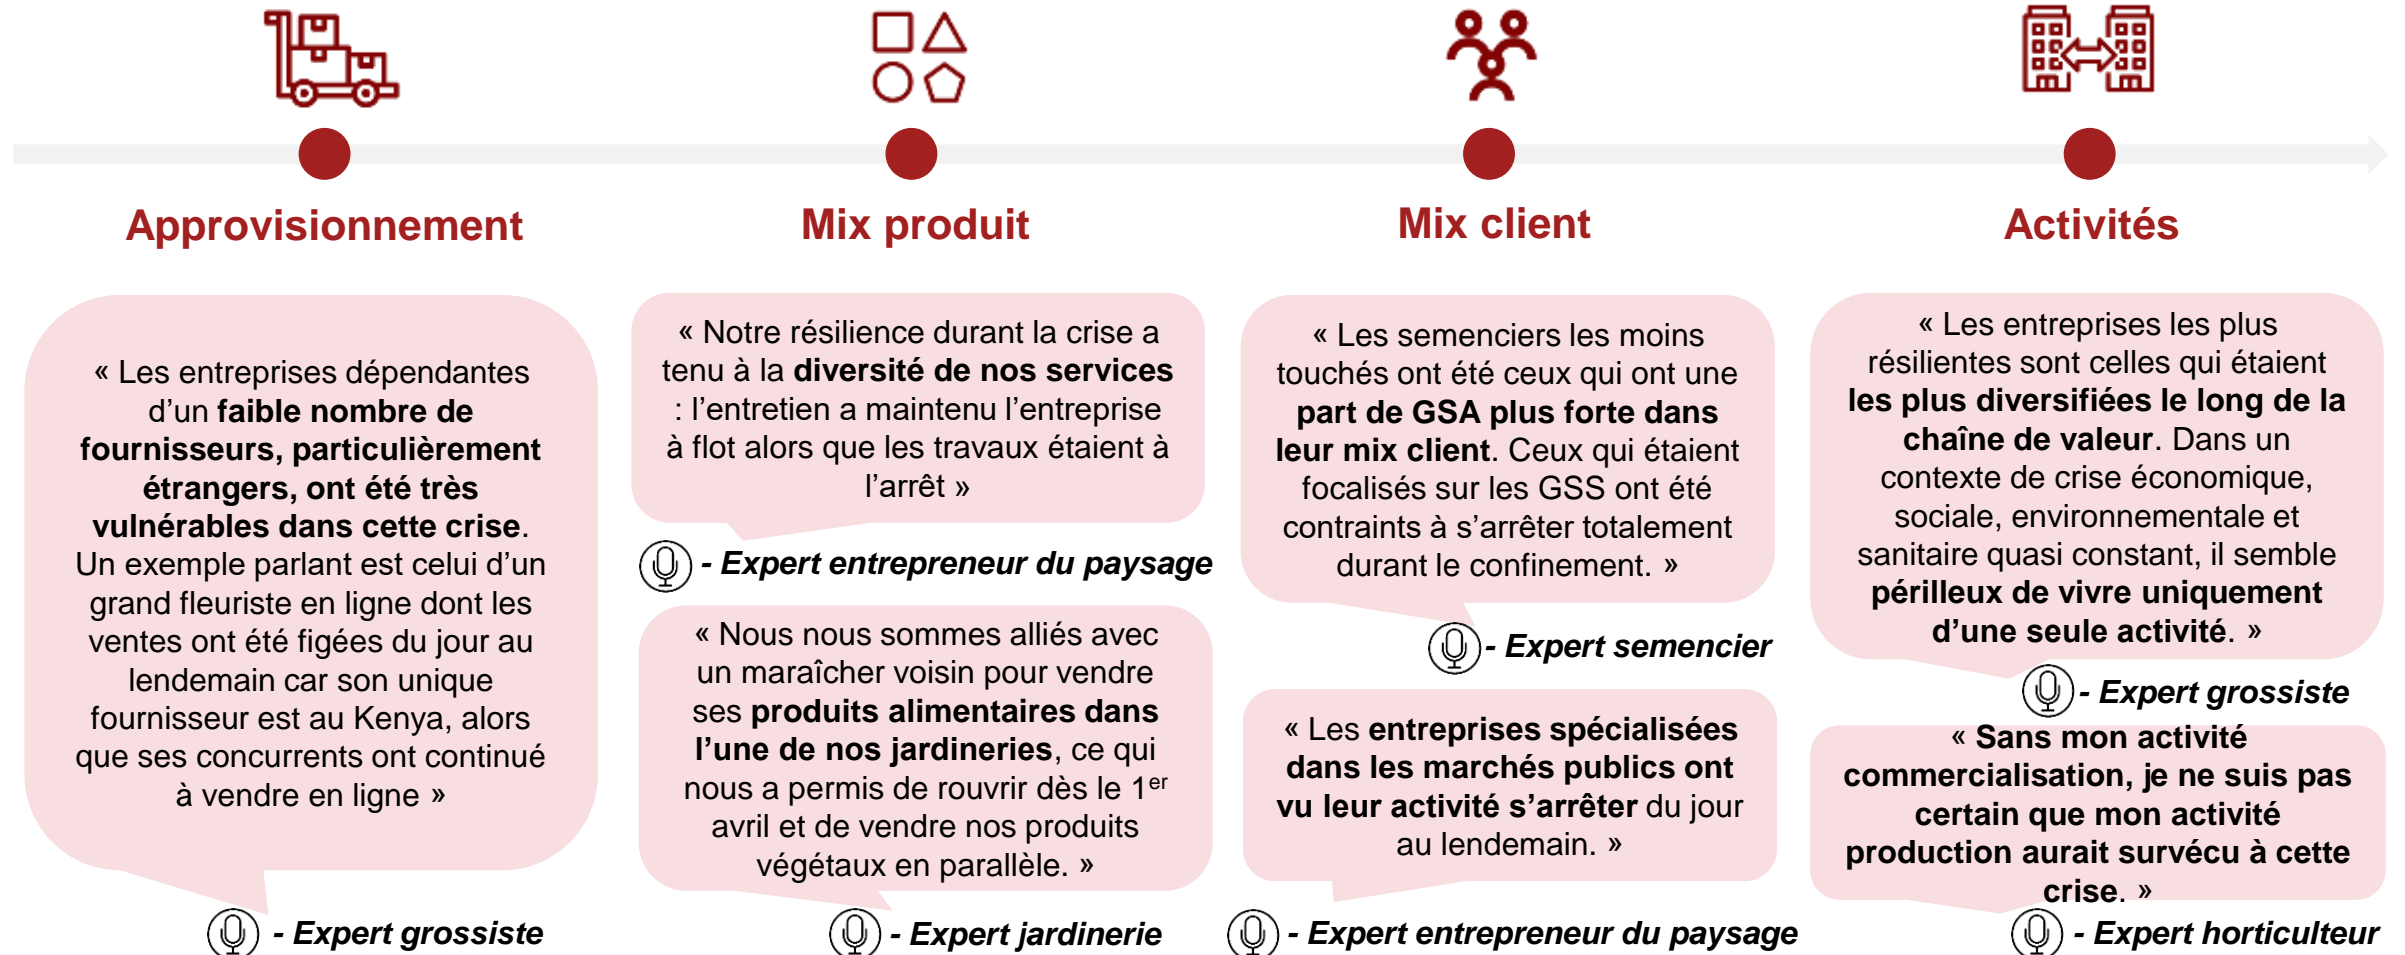 Approvisionnement
« Les entreprises dépendantes
d’un faible nombre de
fournisseurs, particulièrement
étrangers, ont été très
vulnérables dans cette crise.
Un exemple parlant est celui d’un
grand fleuriste en ligne dont les
ventes ont été figées du jour au
lendemain car son unique
fournisseur est au Kenya, alors
que ses concurrents ont continué
à vendre en ligne »
- Expert grossiste
Mix produit
« Notre résilience durant la crise a
tenu à la diversité de nos services
: l’entretien a maintenu l’entreprise
à flot alors que les travaux étaient à
l’arrêt »
- Expert entrepreneur du paysage
« Nous nous sommes alliés avec
un maraîcher voisin pour vendre
ses produits alimentaires dans
l’une de nos jardineries, ce qui
nous a permis de rouvrir dès le 1er
avril et de vendre nos produits
végétaux en parallèle. »
- Expert jardinerie
Mix client
« Les semenciers les moins
touchés ont été ceux qui ont une
part de GSA plus forte dans
leur mix client. Ceux qui étaient
focalisés sur les GSS ont été
contraints à s’arrêter totalement
durant le confinement. »
- Expert semencier
« Les entreprises spécialisées
dans les marchés publics ont
vu leur activité s’arrêter du jour
au lendemain. »
- Expert entrepreneur du paysage
Activités
« Les entreprises les plus
résilientes sont celles qui étaient
les plus diversifiées le long de la
chaîne de valeur. Dans un
contexte de crise économique,
sociale, environnementale et
sanitaire quasi constant, il semble
périlleux de vivre uniquement
d’une seule activité. »
- Expert grossiste
« Sans mon activité
commercialisation, je ne suis pas
certain que mon activité
production aurait survécu à cette
crise. »
- Expert horticulteur